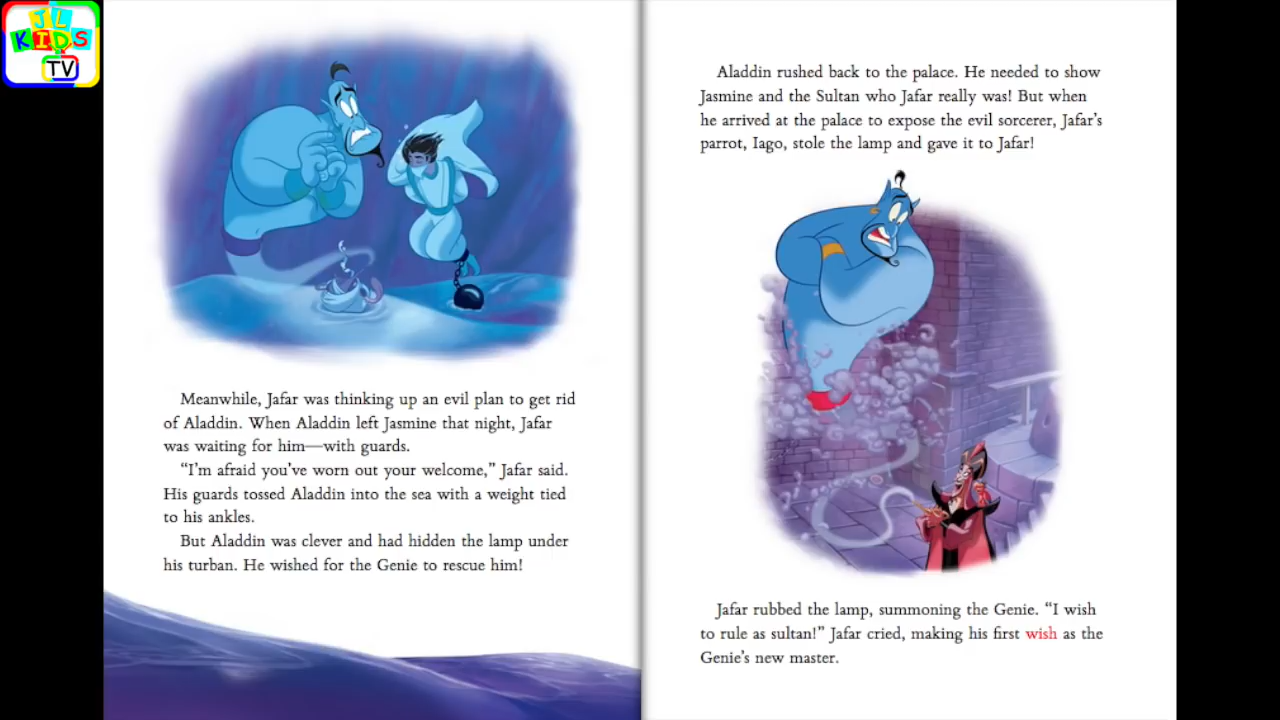 JL
KIDS
TV
Meanwhile, Jafar was thinking up an evil plan to get rid
of Aladdin. When Aladdin left Jasmine that night, Jafar
was waiting for him—with guards.
“I’m afraid you’ve worn out your welcome,” Jafar said.
His guards tossed Aladdin into the sea with a weight tied
to his ankles.
But Aladdin was clever and had hidden the lamp under
his turban. He wished for the Genie to rescue him!
Aladdin rushed back to the palace. He needed to show
Jasmine and the Sultan who Jafar really was! But when
he arrived at the palace to expose the evil sorcerer, Jafar’s
parrot, Iago, stole the lamp and gave it to Jafar!
Jafar rubbed the lamp, summoning the Genie. “I wish
to rule as sultan!” Jafar cried, making his first wish as the
Genie’s new master.